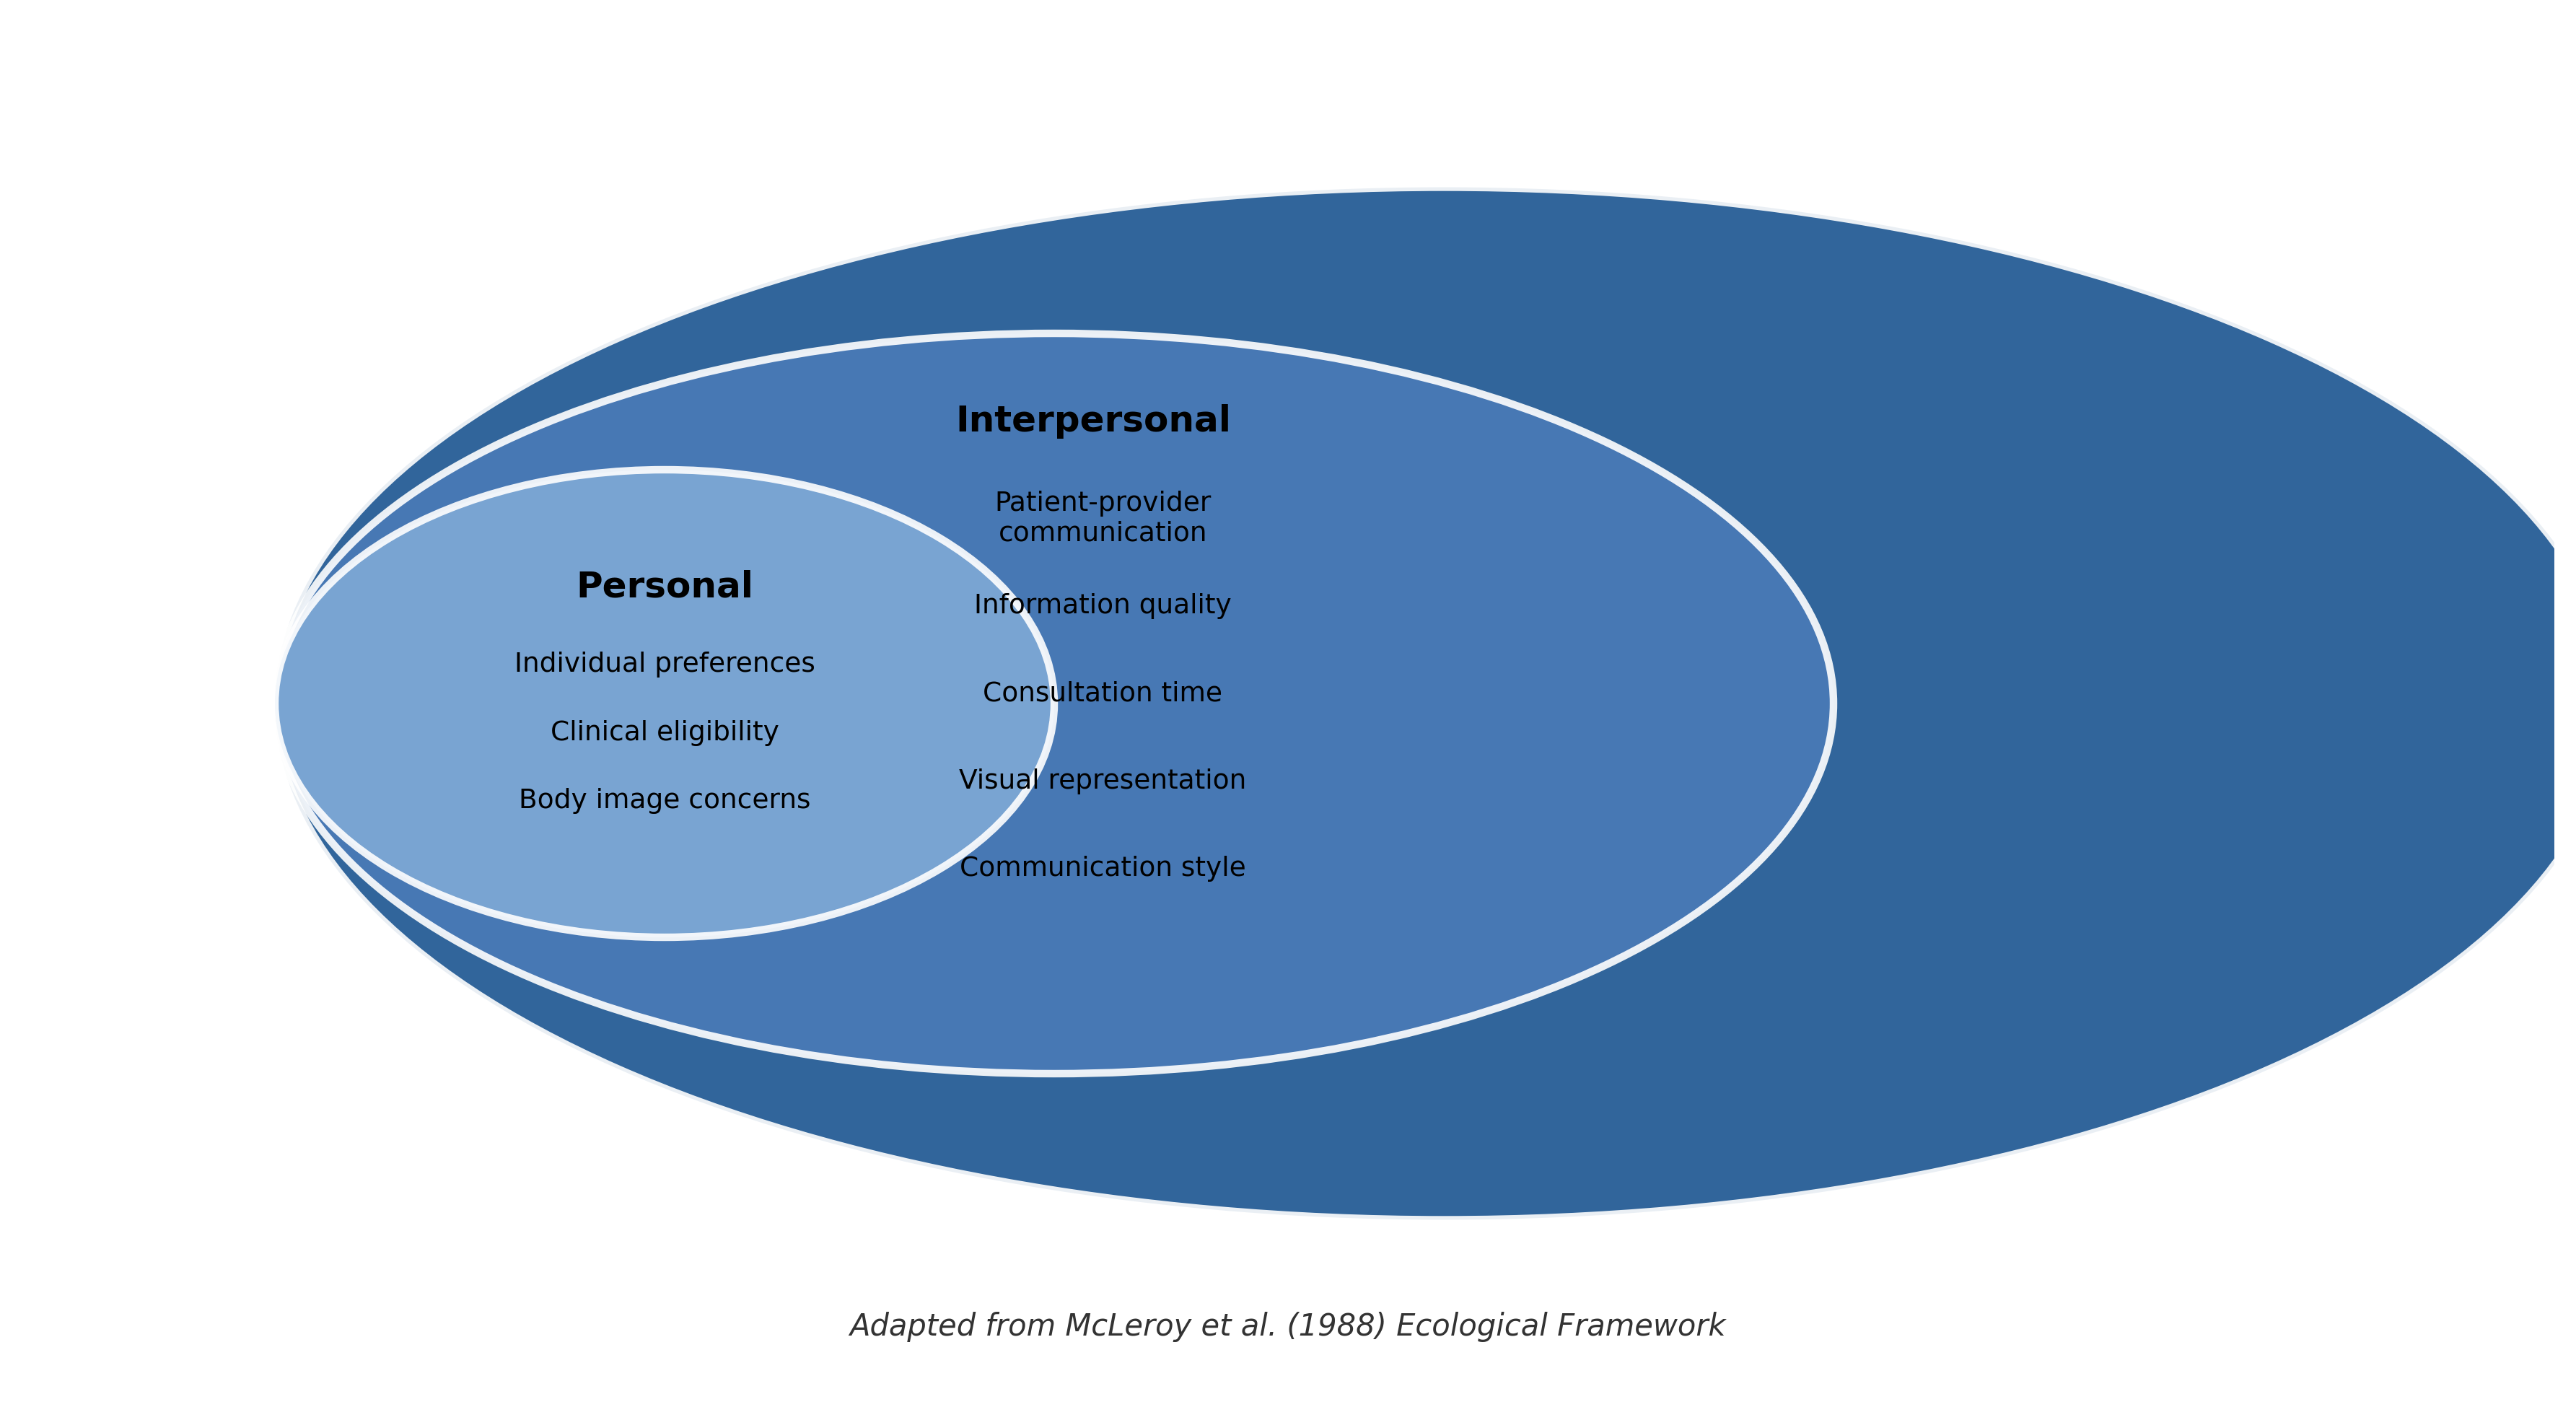 Interpersonal
Patient-provider
communication
Information quality
Consultation time
Visual representation
Communication style
Personal
Individual preferences
Clinical eligibility
Body image concerns
Adapted from McLeroy et al. (1988) Ecological Framework